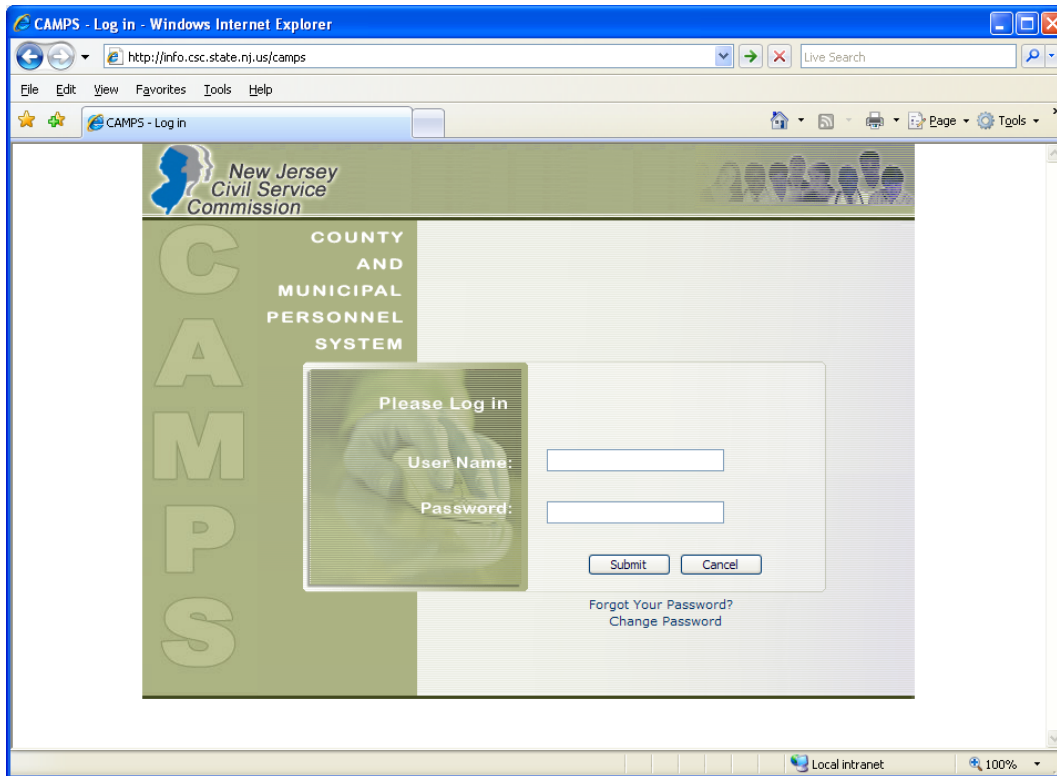 CAMPS - Log in - Windows Internet Explorer
http://info.csc.state.nj.us/camps
Live Search
File Edit View Favorites Tools Help
CAMPS - Log in
Page Tools
New Jersey
Civil Service
Commission
CAMPS
COUNTY
AND
MUNICIPAL
PERSONNEL
SYSTEM
Please Log in
User Name:
Password:
Submit Cancel
Forgot Your Password?
Change Password
Local intranet 100%